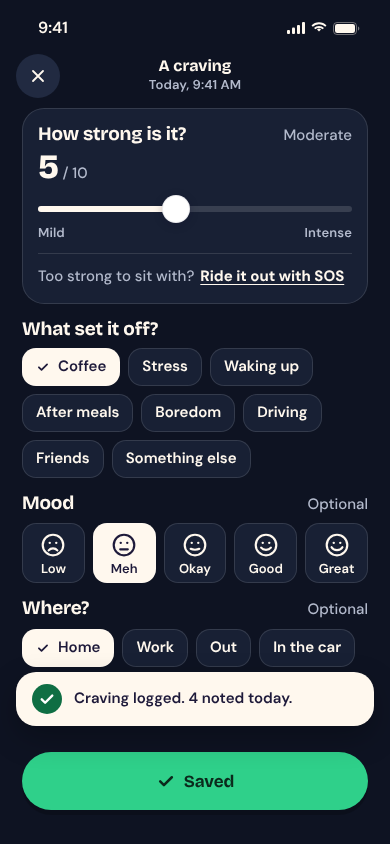 9:41
A craving
Today, 9:41 AM
How strong is it? Moderate
5 / 10
Mild Intense
Too strong to sit with? Ride it out with SOS
What set it off?
Coffee Stress Waking up
After meals Boredom Driving
Friends Something else
Mood Optional
Low Meh Okay Good Great
Where? Optional
Home Work Out In the car
Craving logged. 4 noted today.
Saved